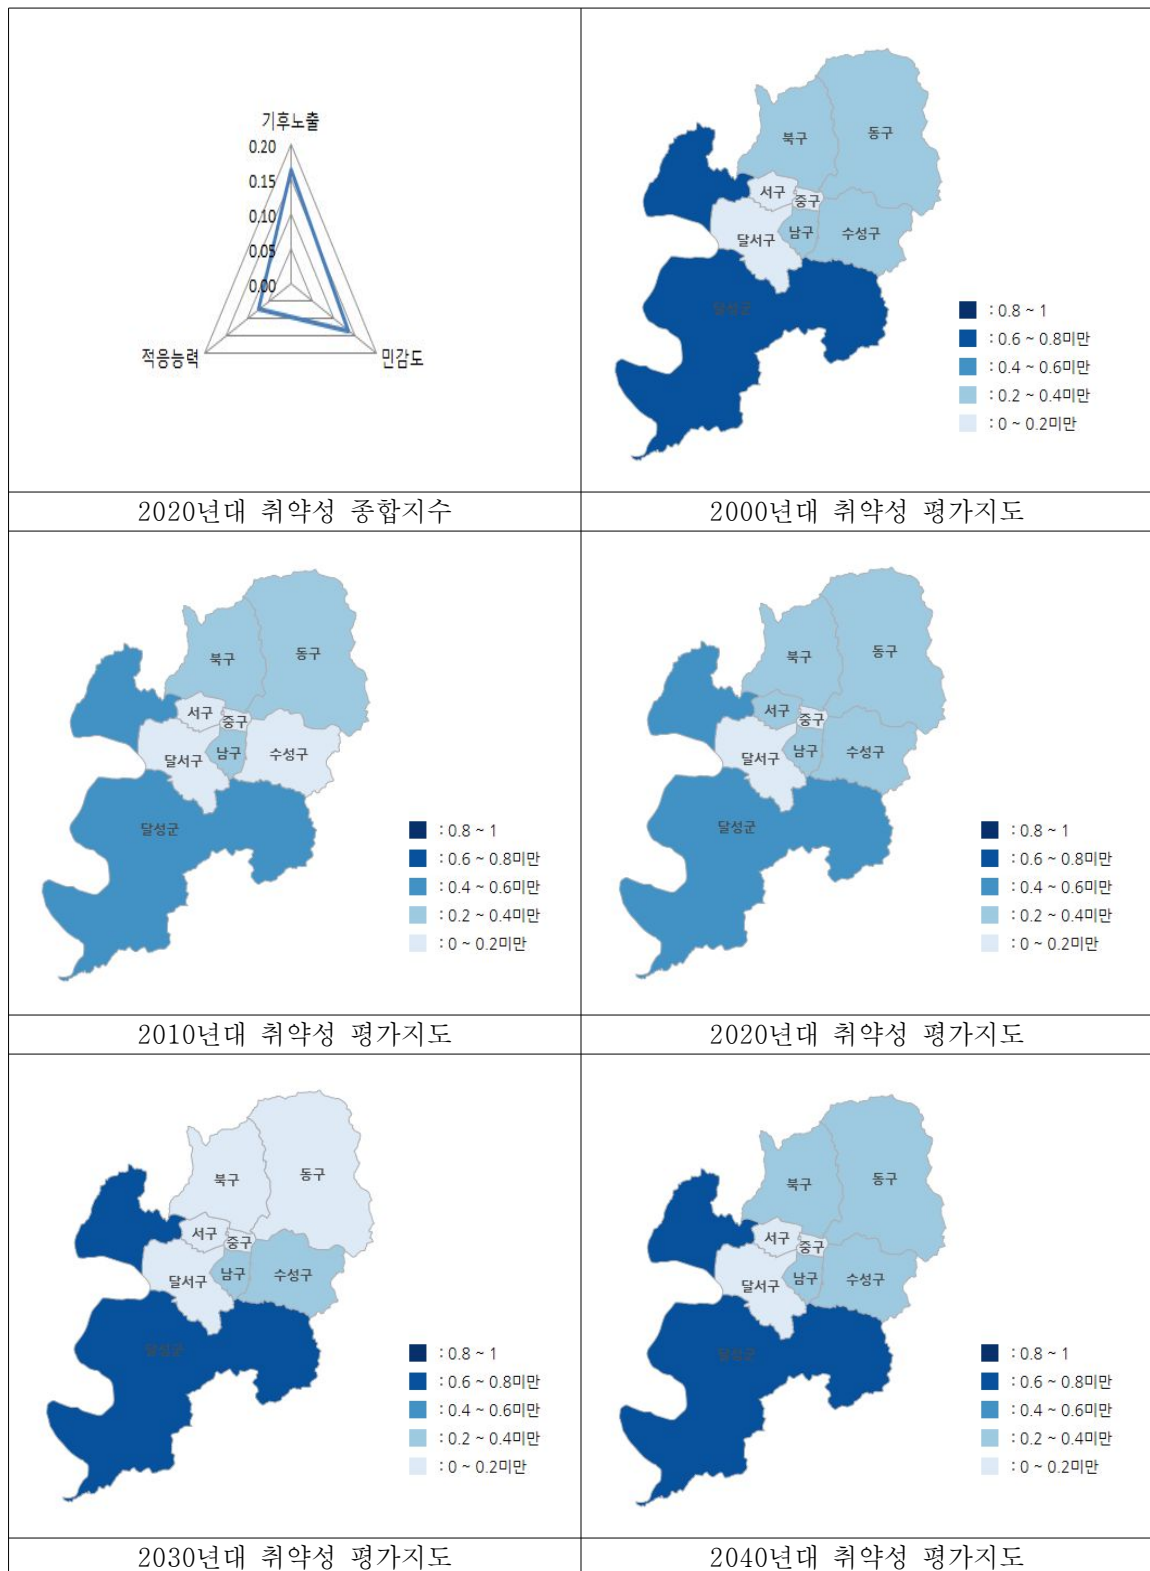 기후노출
0.20
0.15
0.10
0.05
0.00
적응능력
민감도
2020년대 취약성 종합지수
북구
동구
서구
중구
달서구
남구
수성구
달성군
: 0.8 ~ 1
: 0.6 ~ 0.8미만
: 0.4 ~ 0.6미만
: 0.2 ~ 0.4미만
: 0 ~ 0.2미만
2000년대 취약성 평가지도
북구
동구
서구
중구
달서구
남구
수성구
달성군
: 0.8 ~ 1
: 0.6 ~ 0.8미만
: 0.4 ~ 0.6미만
: 0.2 ~ 0.4미만
: 0 ~ 0.2미만
2010년대 취약성 평가지도
북구
동구
서구
중구
달서구
남구
수성구
달성군
: 0.8 ~ 1
: 0.6 ~ 0.8미만
: 0.4 ~ 0.6미만
: 0.2 ~ 0.4미만
: 0 ~ 0.2미만
2020년대 취약성 평가지도
북구
동구
서구
중구
달서구
남구
수성구
달성군
: 0.8 ~ 1
: 0.6 ~ 0.8미만
: 0.4 ~ 0.6미만
: 0.2 ~ 0.4미만
: 0 ~ 0.2미만
2030년대 취약성 평가지도
북구
동구
서구
중구
달서구
남구
수성구
달성군
: 0.8 ~ 1
: 0.6 ~ 0.8미만
: 0.4 ~ 0.6미만
: 0.2 ~ 0.4미만
: 0 ~ 0.2미만
2040년대 취약성 평가지도